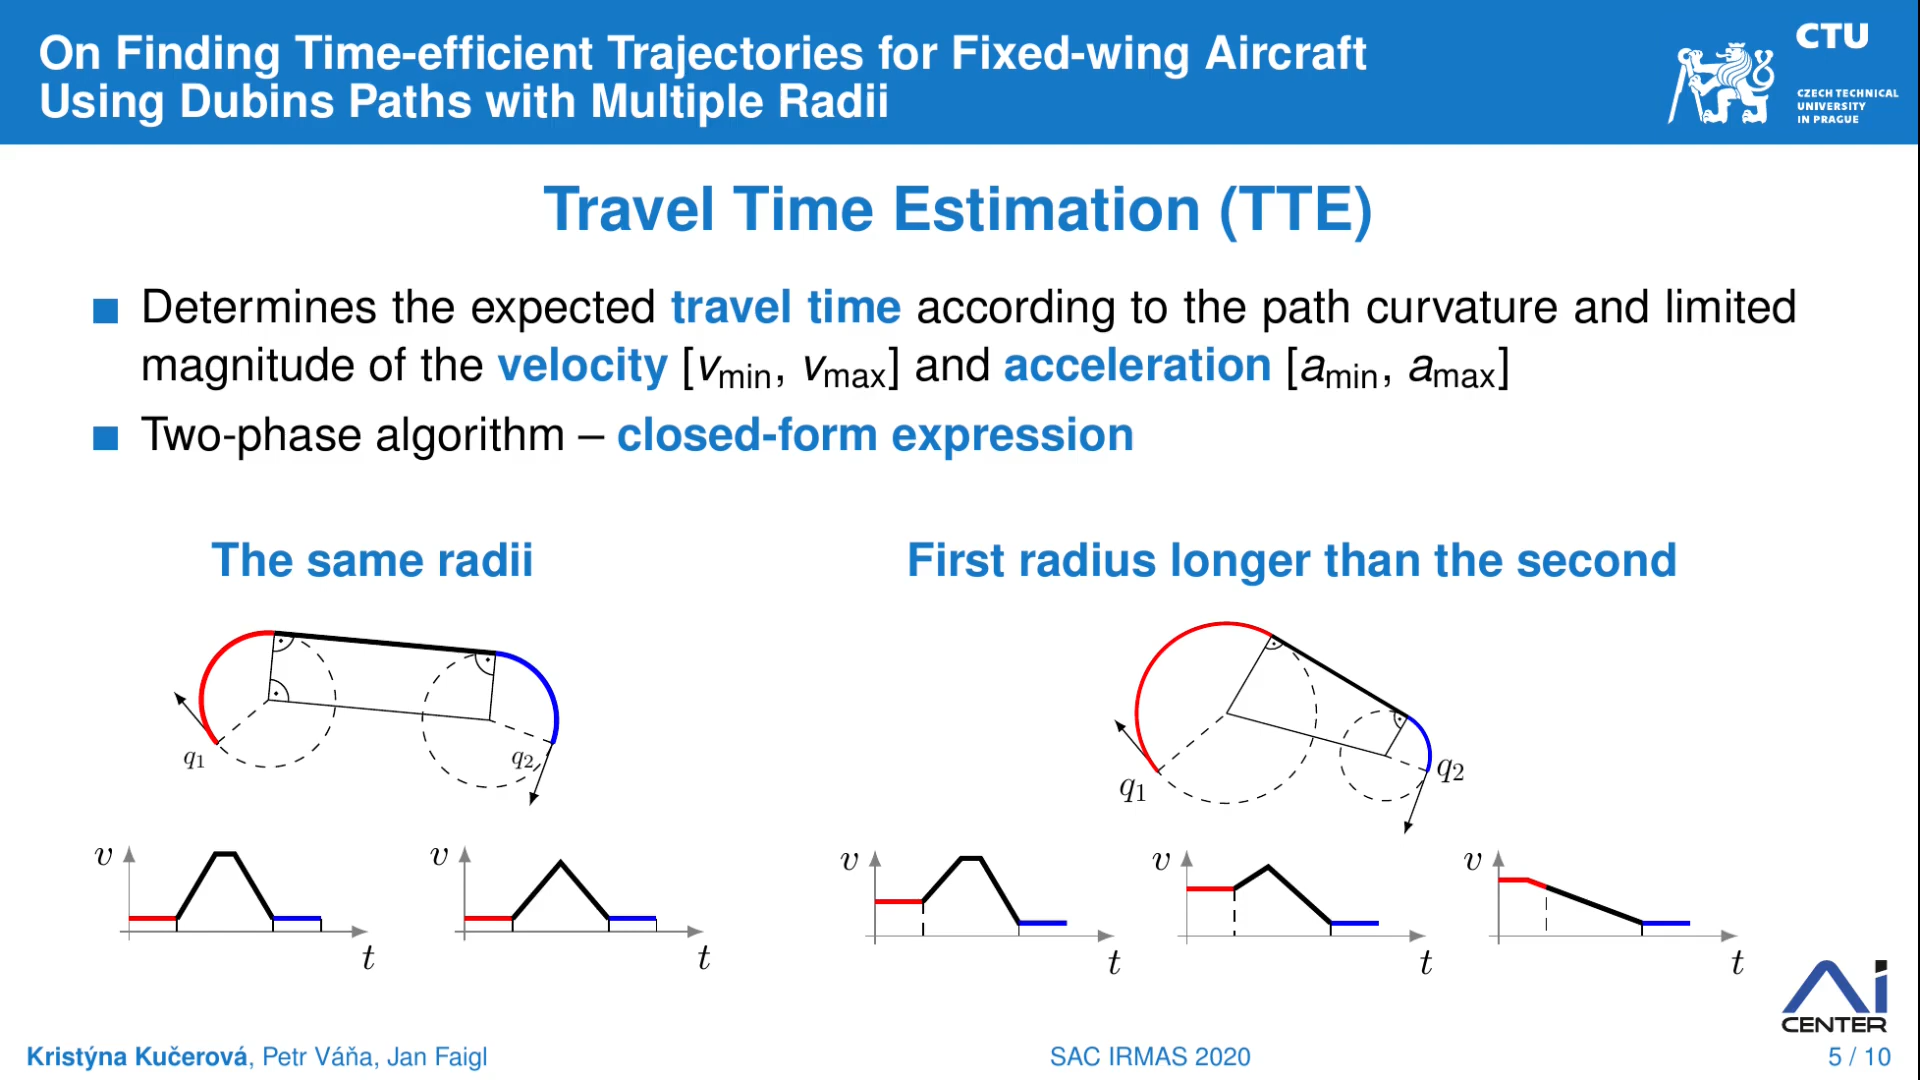 On Finding Time-efficient Trajectories for Fixed-wing Aircraft
Using Dubins Paths with Multiple Radii
CTU
CZECH TECHNICAL
UNIVERSITY
IN PRAGUE
Travel Time Estimation (TTE)
Determines the expected travel time according to the path curvature and limited
magnitude of the velocity [vmin, vmax] and acceleration [amin, amax]
Two-phase algorithm – closed-form expression
The same radii
First radius longer than the second
q1
q2
q1
q2
v
t
v
t
v
t
v
t
v
t
Ai
CENTER
Kristýna Kučerová, Petr Váňa, Jan Faigl
SAC IRMAS 2020
5 / 10